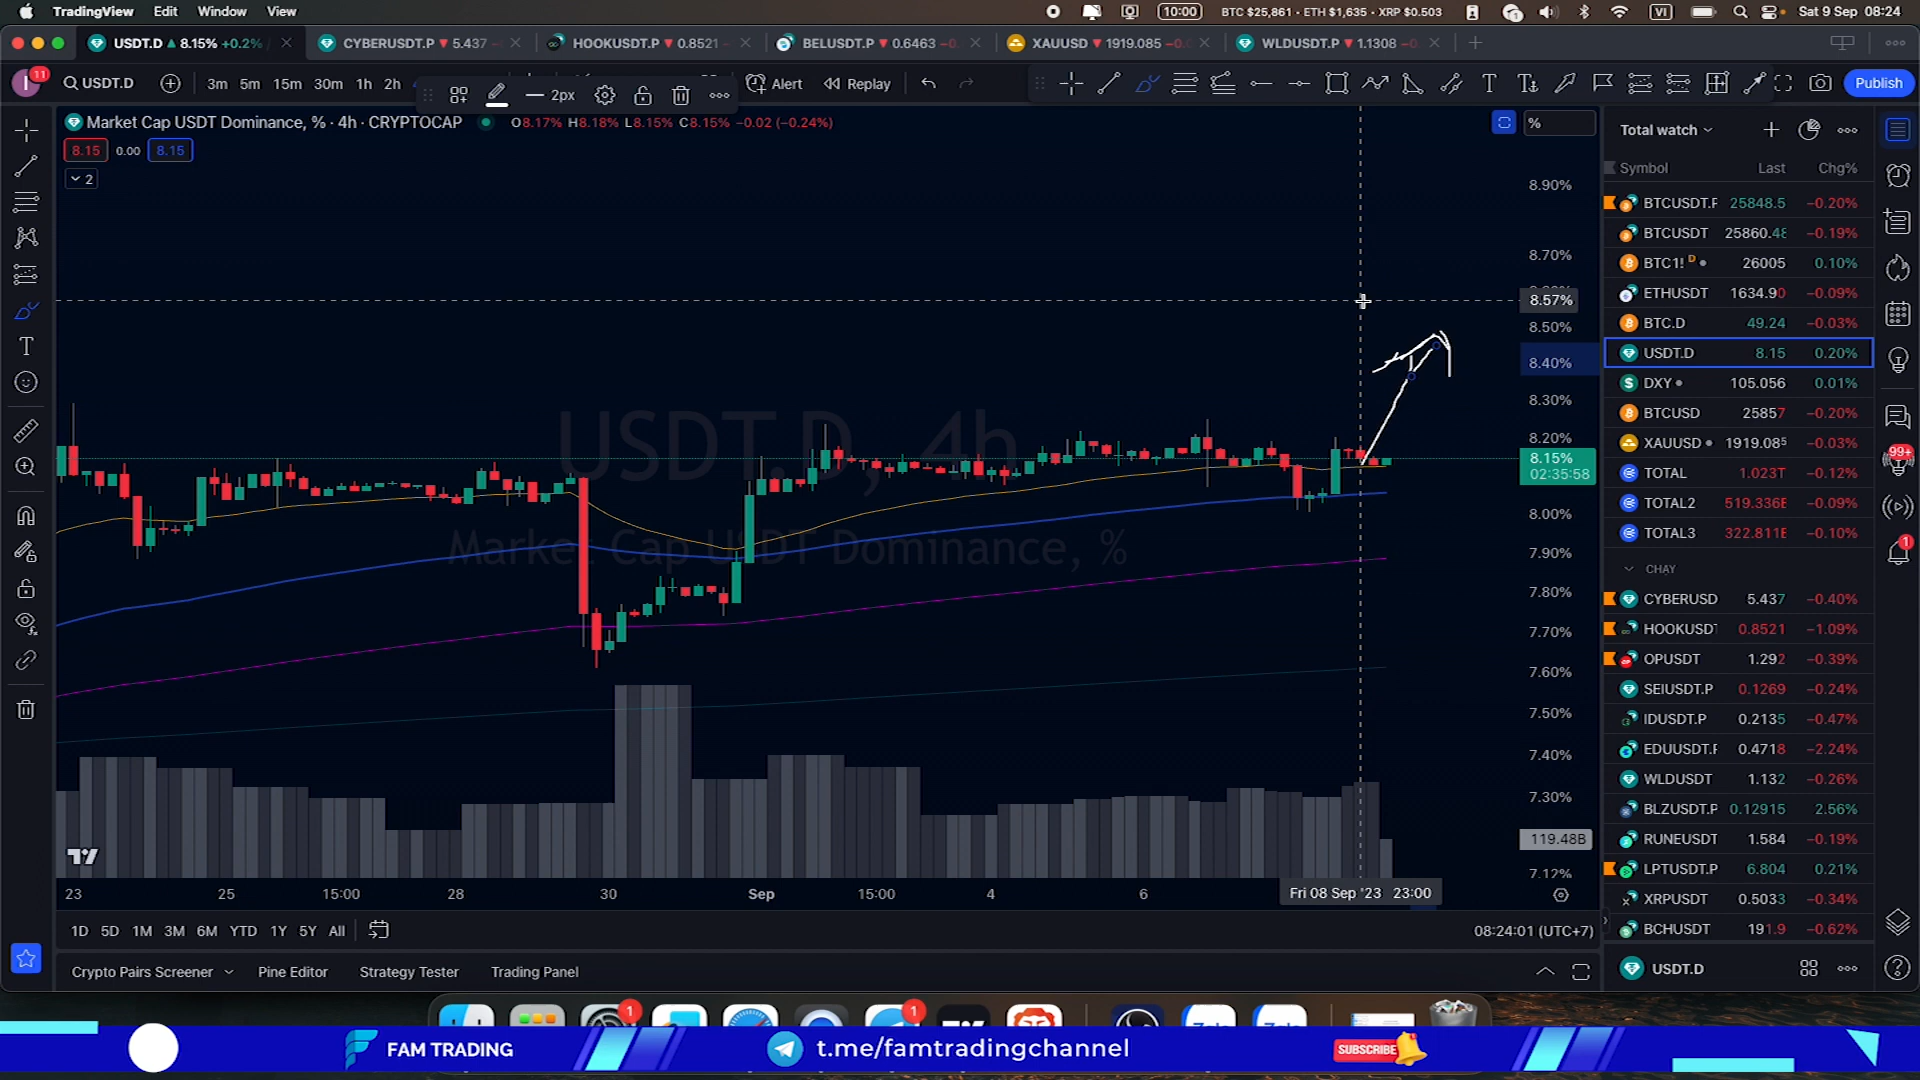 TradingView Edit Window View 10:00 BTC $25,861 · ETH $1,635 · XRP $0.503 1 VI Sat 9 Sep 08:24
USDT.D 8.15% +0.2% CYBERUSDT.P 5.437 HOOKUSDT.P 0.8521 BELUSDT.P 0.6463 XAUUSD 1919.085 WLDUSDT.P 1.1308
I 11 USDT.D 3m 5m 15m 30m 1h 2h 2px Alert Replay Publish
Market Cap USDT Dominance, % · 4h · CRYPTOCAP O8.17% H8.18% L8.15% C8.15% −0.02 (−0.24%) %
8.15 0.00 8.15
2
USDT.D, 4h
Market Cap USDT Dominance, %
8.90%
8.70%
8.57%
8.50%
8.40%
8.30%
8.20%
8.15%
02:35:58
8.00%
7.90%
7.80%
7.70%
7.60%
7.50%
7.40%
7.30%
119.48B
7.12%
23 25 15:00 28 30 Sep 15:00 4 6 Fri 08 Sep '23 23:00
1D 5D 1M 3M 6M YTD 1Y 5Y All 08:24:01 (UTC+7)
Crypto Pairs Screener Pine Editor Strategy Tester Trading Panel
Total watch
Symbol Last Chg%
BTCUSDT.P 25848.5 −0.20%
BTCUSDT 25860.48 −0.19%
BTC1! D 26005 0.10%
ETHUSDT 1634.90 −0.09%
BTC.D 49.24 −0.03%
USDT.D 8.15 0.20%
DXY 105.056 0.01%
BTCUSD 25857 −0.20%
XAUUSD 1919.085 −0.03%
TOTAL 1.023T −0.12%
TOTAL2 519.336B −0.09%
TOTAL3 322.811B −0.10%
CHAY
CYBERUSD 5.437 −0.40%
HOOKUSDT 0.8521 −1.09%
OPUSDT 1.292 −0.39%
SEIUSDT.P 0.1269 −0.24%
IDUSDT.P 0.2135 −0.47%
EDUUSDT.P 0.4718 −2.24%
WLDUSDT 1.132 −0.26%
BLZUSDT.P 0.12915 2.56%
RUNEUSDT 1.584 −0.19%
LPTUSDT.P 6.804 0.21%
XRPUSDT 0.5033 −0.34%
BCHUSDT 191.9 −0.62%
USDT.D
99+
1
1 1 Zalo Zalo
FAM TRADING t.me/famtradingchannel SUBSCRIBE